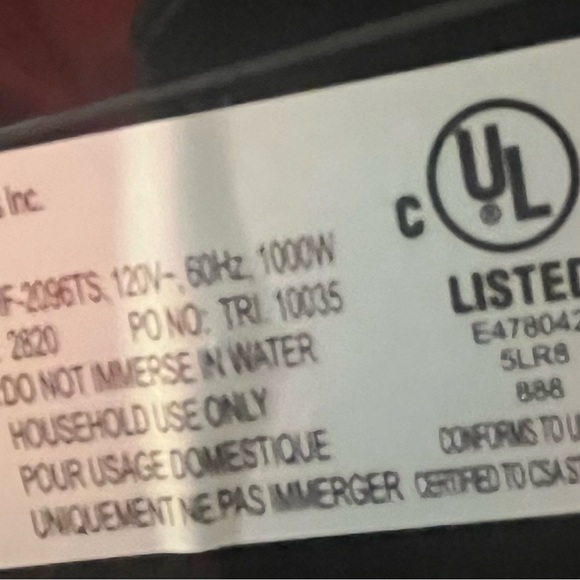 Inc.
F-2096TS, 120V~, 60Hz, 1000W
2820 PO NO: TRI. 10035
DO NOT IMMERSE IN WATER
HOUSEHOLD USE ONLY
POUR USAGE DOMESTIQUE
UNIQUEMENT NE PAS IMMERGER
C UL ®
LISTED
E478042
5LR8
888
CONFORMS TO U
CERTIFIED TO CSA S